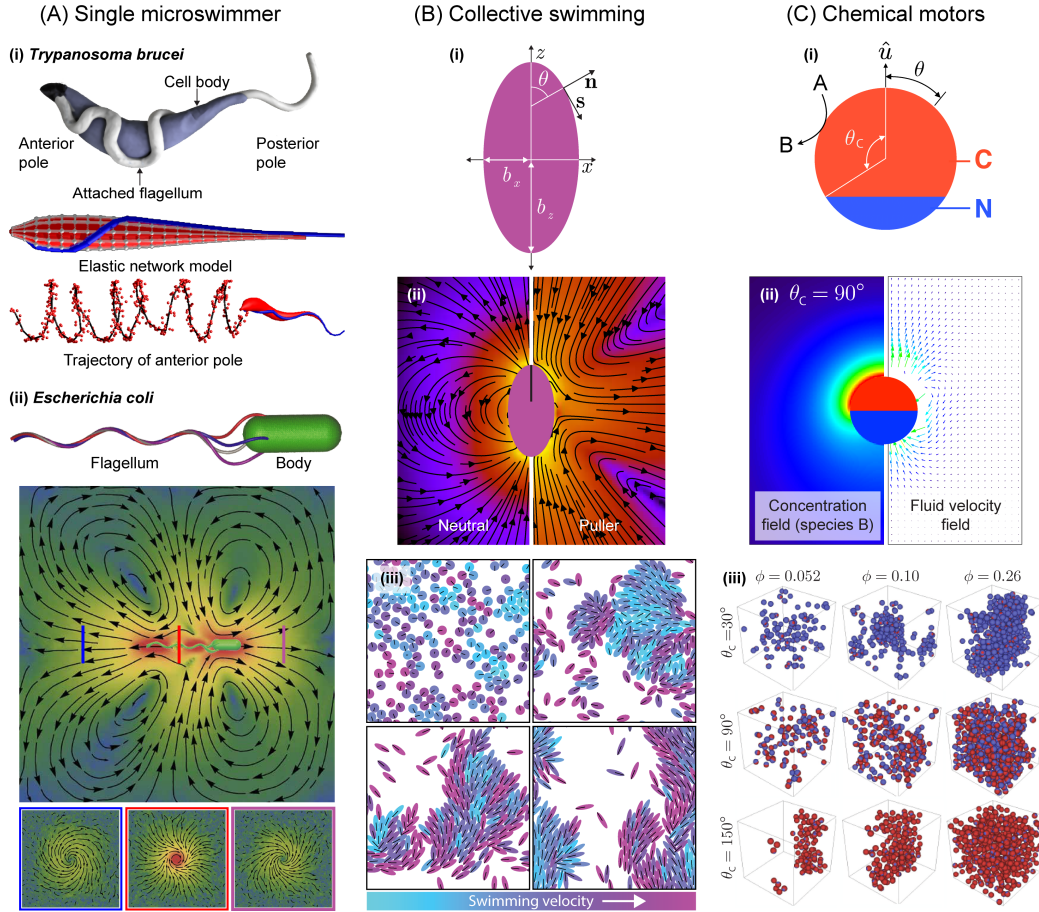 (A) Single microswimmer
(i) Trypanosoma brucei
Cell body
Anterior
pole
Posterior
pole
Attached flagellum
Elastic network model
Trajectory of anterior pole
(ii) Escherichia coli
Flagellum
Body
(B) Collective swimming
(i)
z
θ
n
s
x
b_x
b_z
(ii)
Neutral
Puller
(iii)
Swimming velocity
(C) Chemical motors
(i)
û
θ
A
B
θ_C
C
N
(ii) θ_C = 90°
Concentration
field (species B)
Fluid velocity
field
(iii)
ϕ = 0.052
ϕ = 0.10
ϕ = 0.26
θ_C = 30°
θ_C = 90°
θ_C = 150°